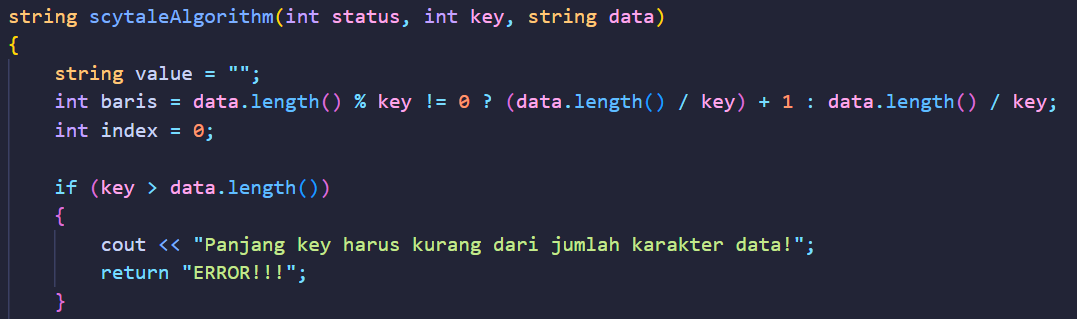 string scytaleAlgorithm(int status, int key, string data)
{
    string value = "";
    int baris = data.length() % key != 0 ? (data.length() / key) + 1 : data.length() / key;
    int index = 0;

    if (key > data.length())
    {
        cout << "Panjang key harus kurang dari jumlah karakter data!";
        return "ERROR!!!";
    }